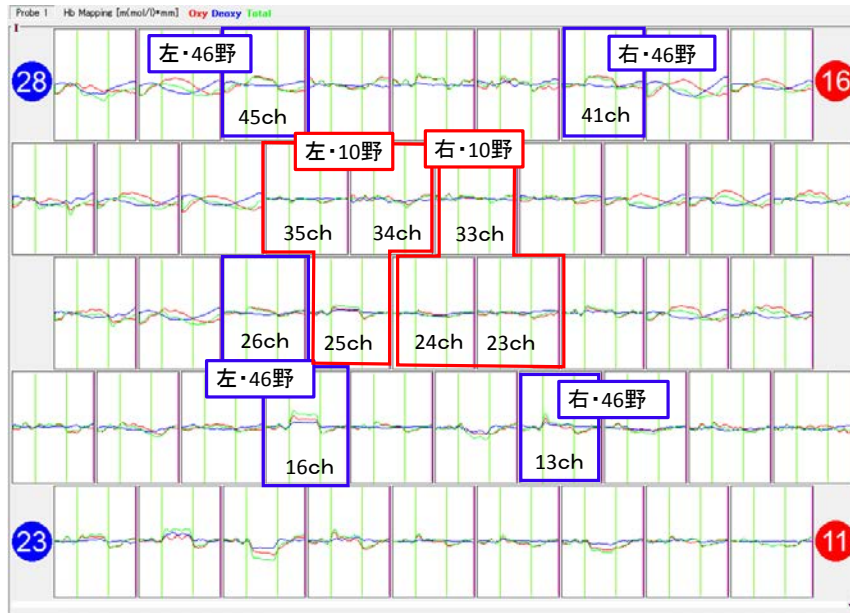 Probe 1 Hb Mapping [m(mol/l)*mm] Oxy Deoxy Total
I
28
左・46野
右・46野
16
45ch
41ch
左・10野
右・10野
35ch
34ch
33ch
26ch
25ch
24ch
23ch
左・46野
右・46野
16ch
13ch
23
11